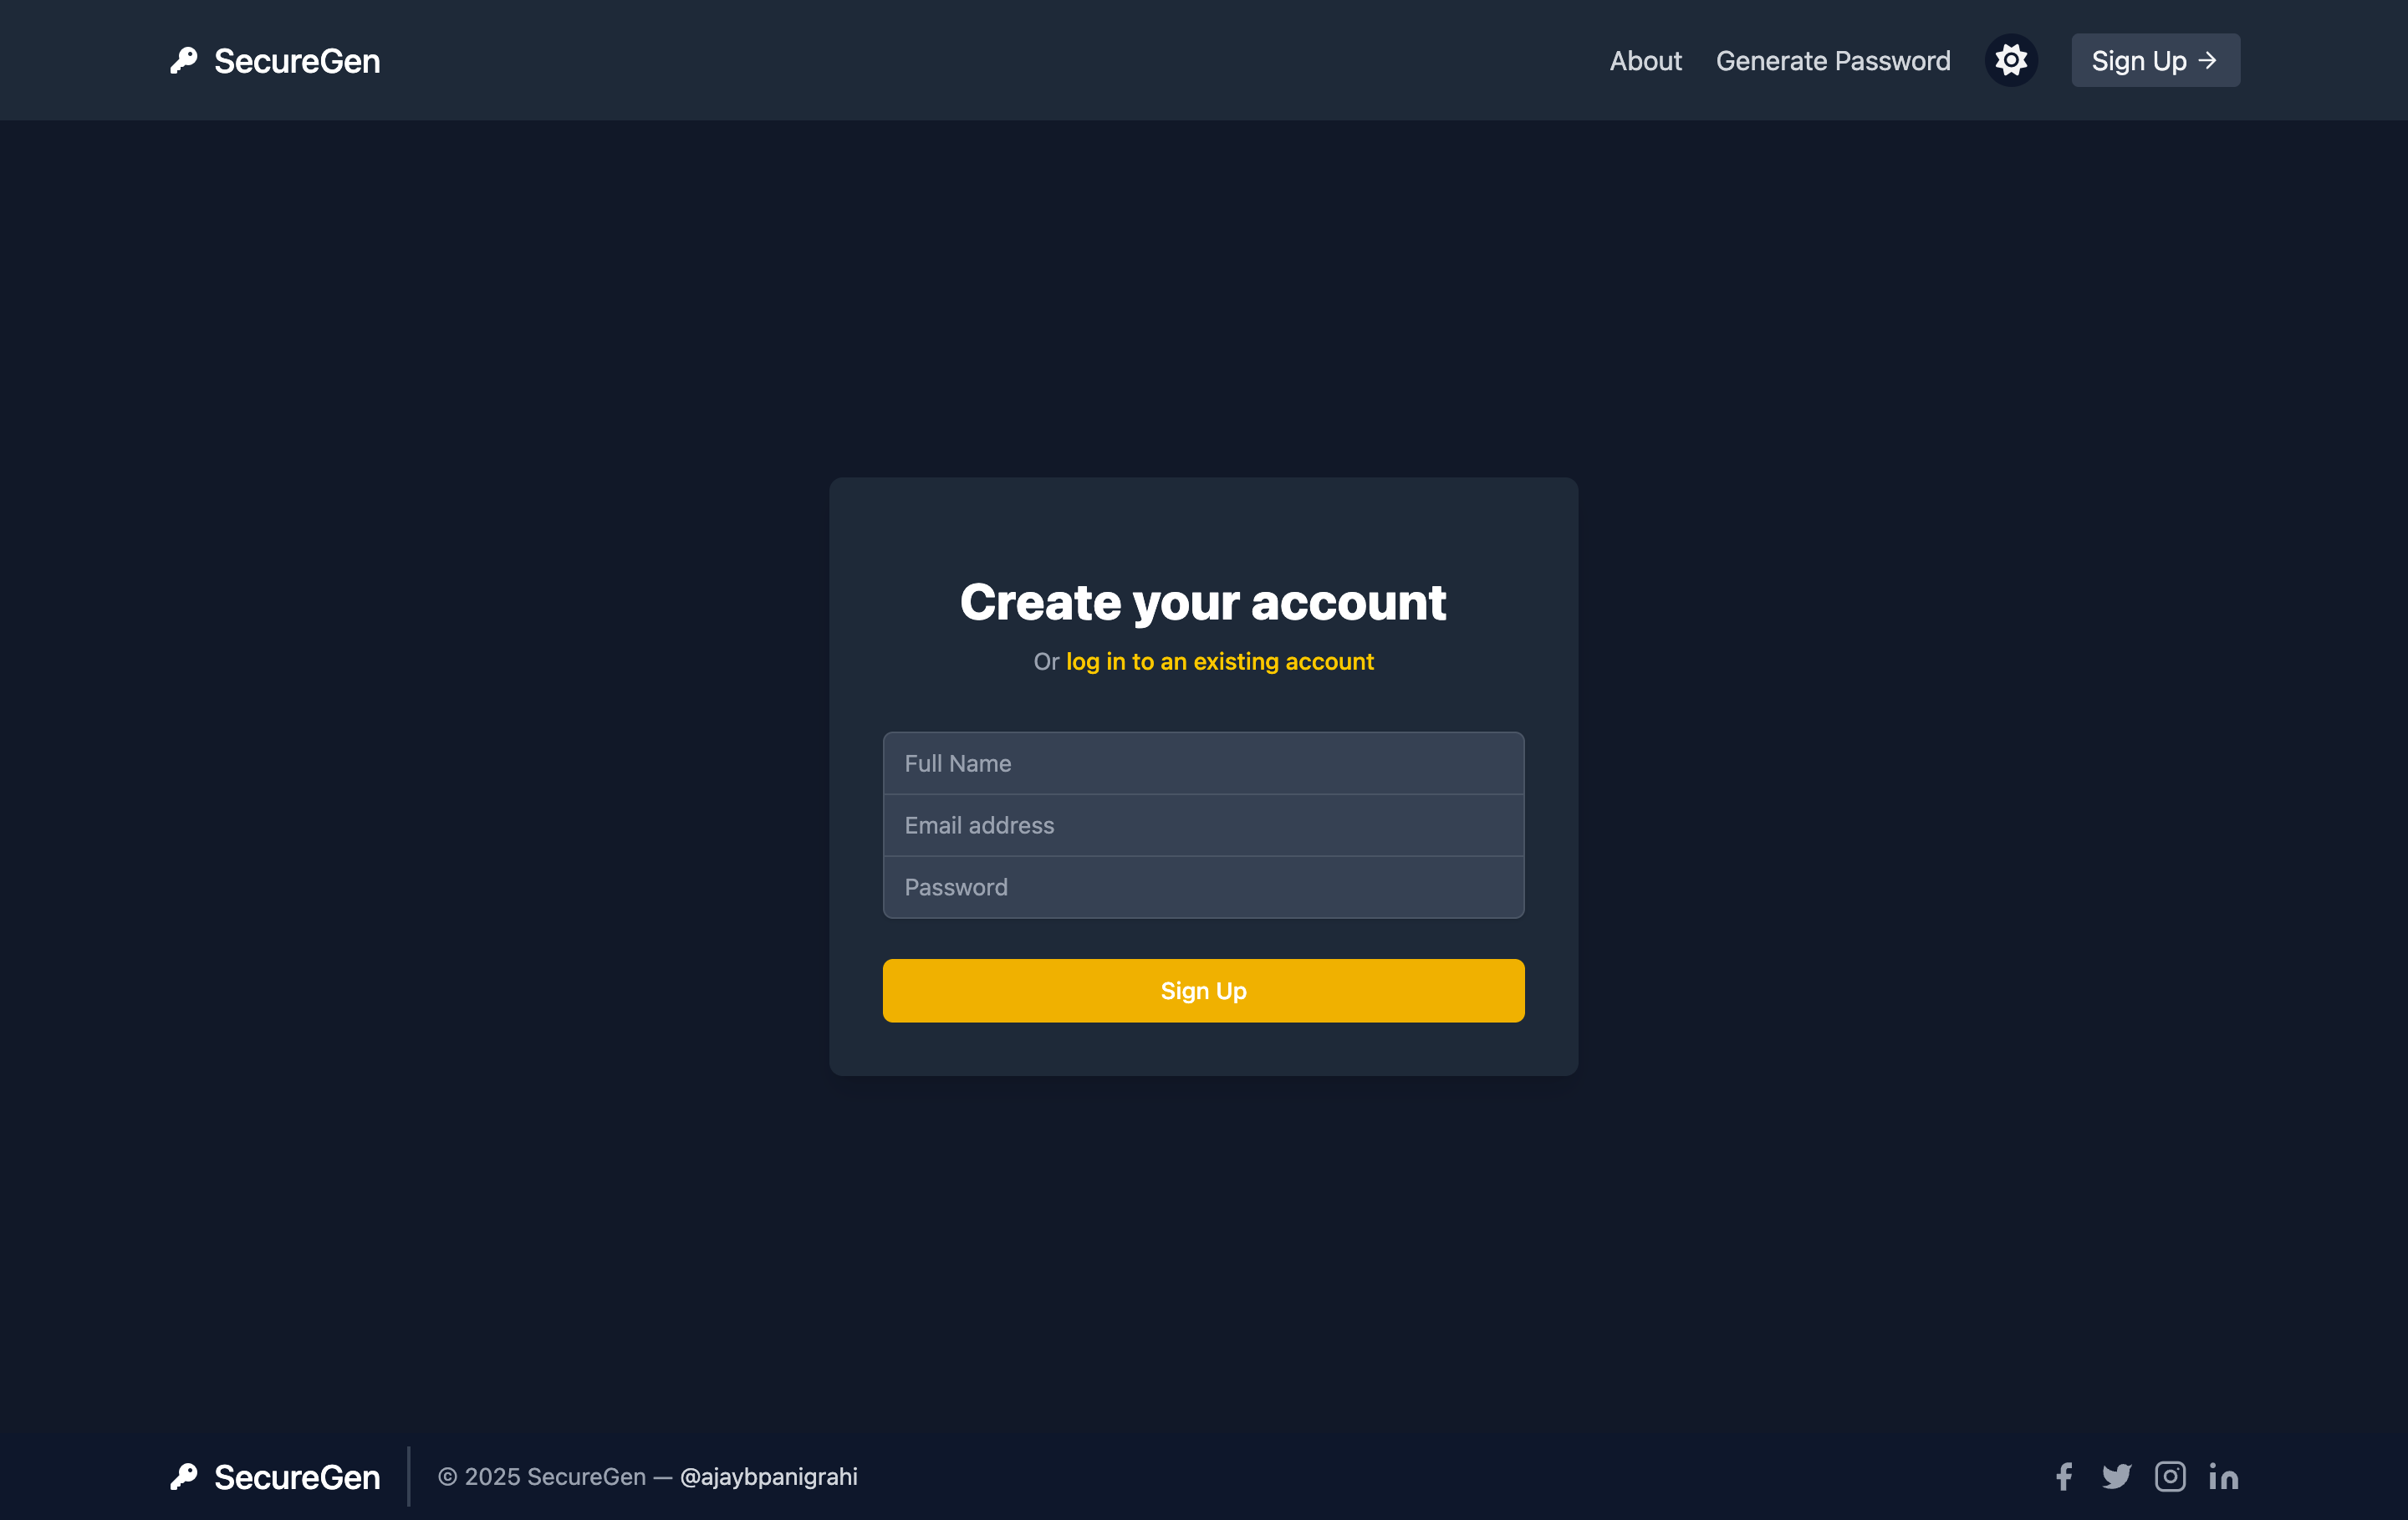 SecureGen
About
Generate Password
Sign Up →
Create your account
Or log in to an existing account
Full Name
Email address
Password
Sign Up
SecureGen
© 2025 SecureGen — @ajaybpanigrahi